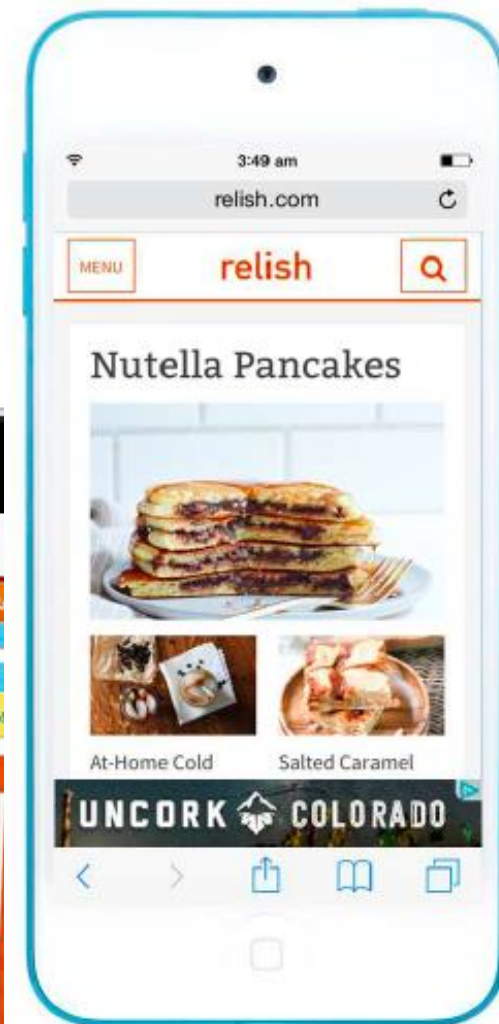 3:49 am
relish.com
MENU
relish
Nutella Pancakes
At-Home Cold
Salted Caramel
UNCORK COLORADO